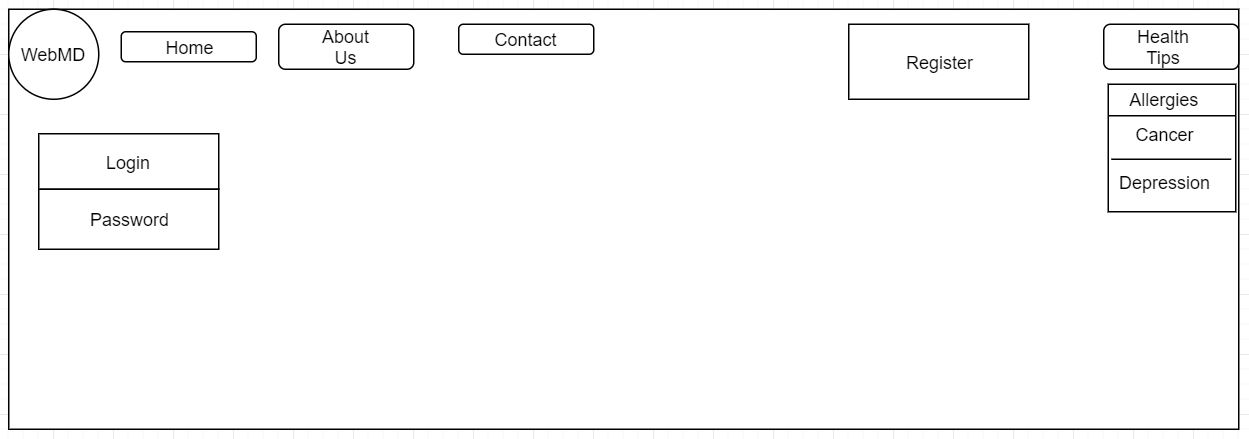 WebMD
Home
About
Us
Contact
Register
Health
Tips
Allergies
Cancer
Depression
Login
Password